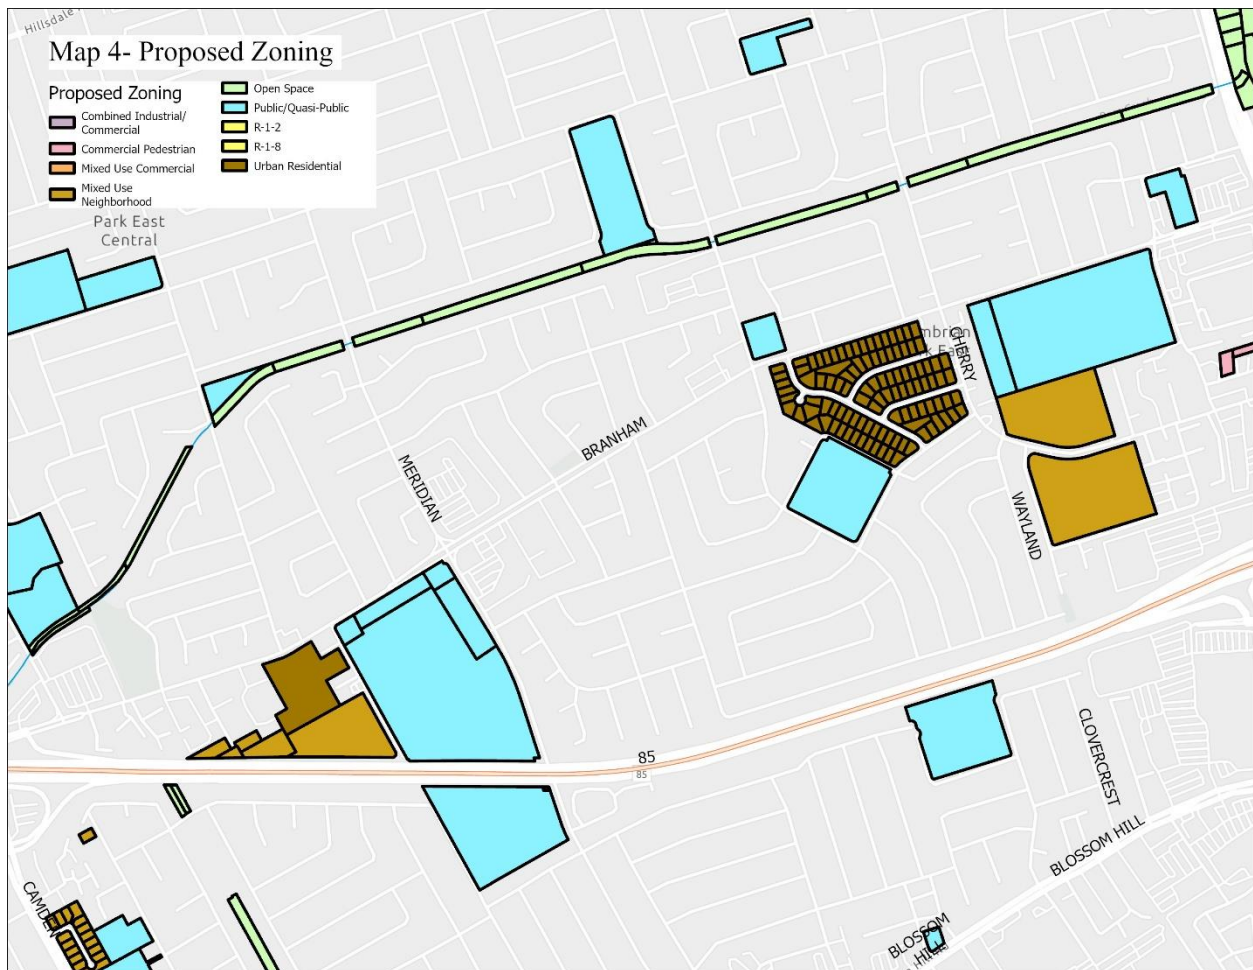 Hillsdale
Map 4- Proposed Zoning
Proposed Zoning
Combined Industrial/
Commercial
Commercial Pedestrian
Mixed Use Commercial
Mixed Use
Neighborhood
Open Space
Public/Quasi-Public
R-1-2
R-1-8
Urban Residential
Park East
Central
CHERRY
BRANHAM
MERIDIAN
WAYLAND
85
85
CLOVERCREST
BLOSSOM HILL
CAMDEN
BLOSSOM
HILL